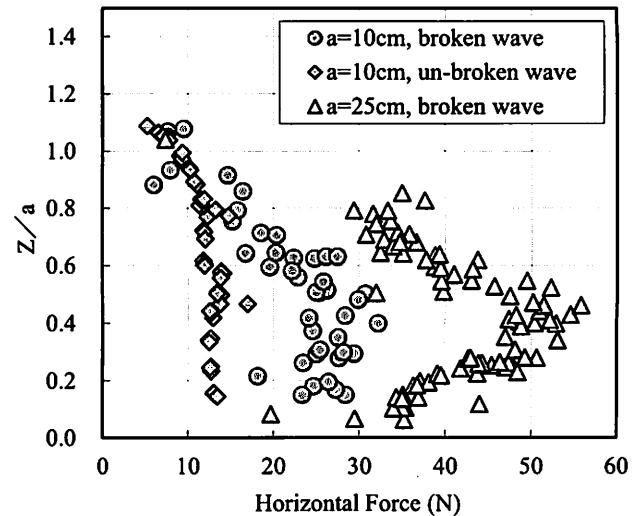 1.4
1.2
1.0
0.8
0.6
0.4
0.2
0.0
Z/a
a=10cm, broken wave
a=10cm, un-broken wave
a=25cm, broken wave
0 10 20 30 40 50 60
Horizontal Force (N)